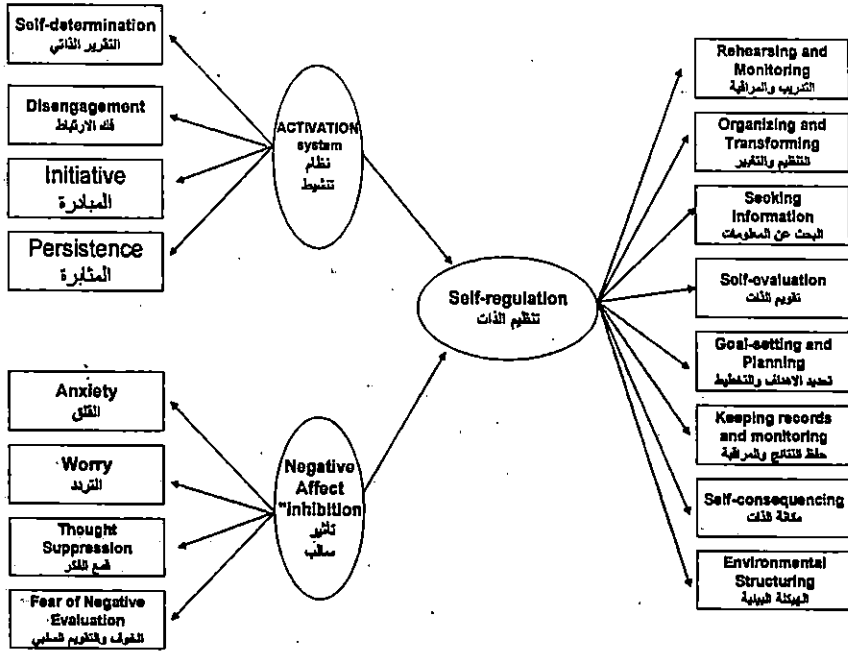 Self-determination
التقرير الذاتي
Disengagement
فك الارتباط
Initiative
المبادرة
Persistence
المثابرة
ACTIVATION
system
نظام
تنشيط
Anxiety
القلق
Worry
التردد
Thought
Suppression
قمع الفكر
Fear of Negative
Evaluation
الخوف والتقويم السلبي
Negative
Affect
"inhibition
تأثير
سالب
Self-regulation
تنظيم الذات
Rehearsing and
Monitoring
التدريب والمراقبة
Organizing and
Transforming
التنظيم والتغيير
Seeking
Information
البحث عن المعلومات
Self-evaluation
تقويم الذات
Goal-setting and
Planning
تحديد الاهداف والتخطيط
Keeping records
and monitoring
حفظ النتائج والمراقبة
Self-consequencing
الذات
Environmental
Structuring
الهيكلة البيئية